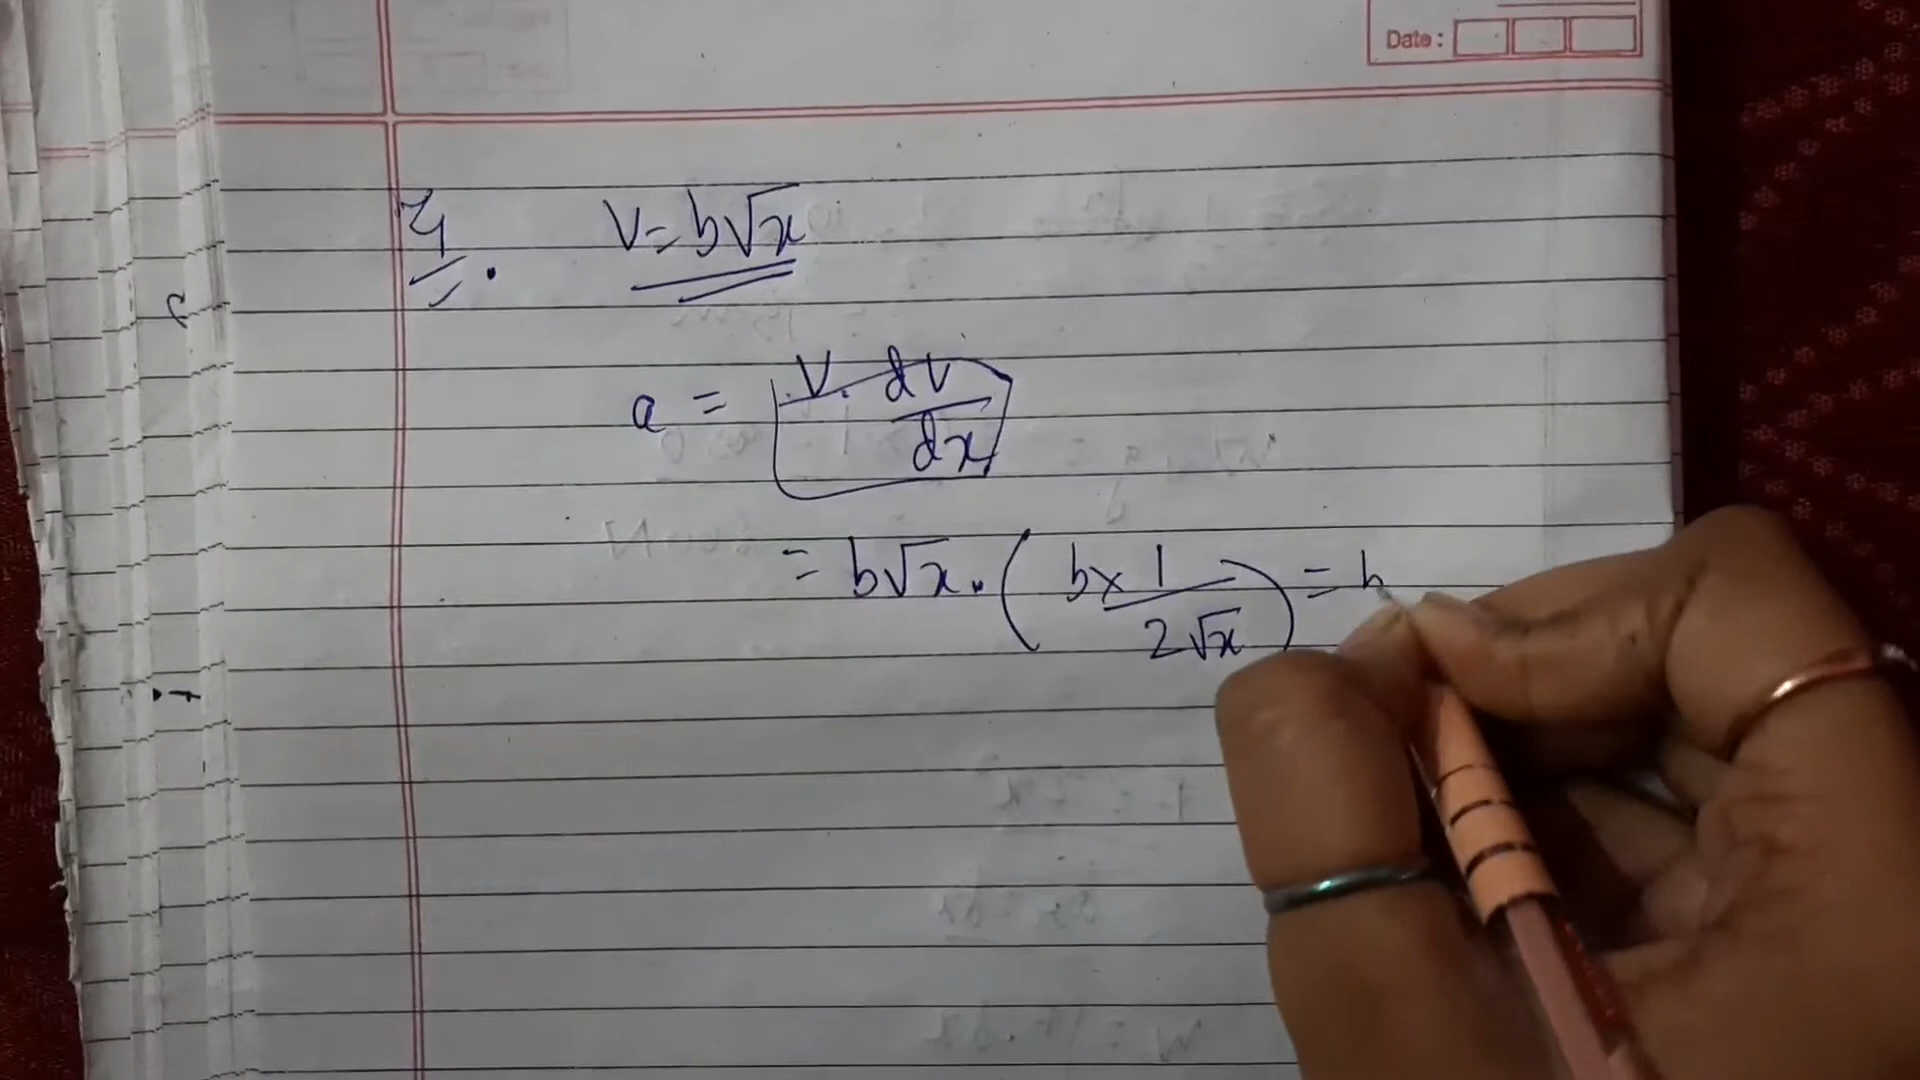 Date :
4. V = b√x
a = V. dv/dx
= b√x . ( b × 1/2√x ) = b